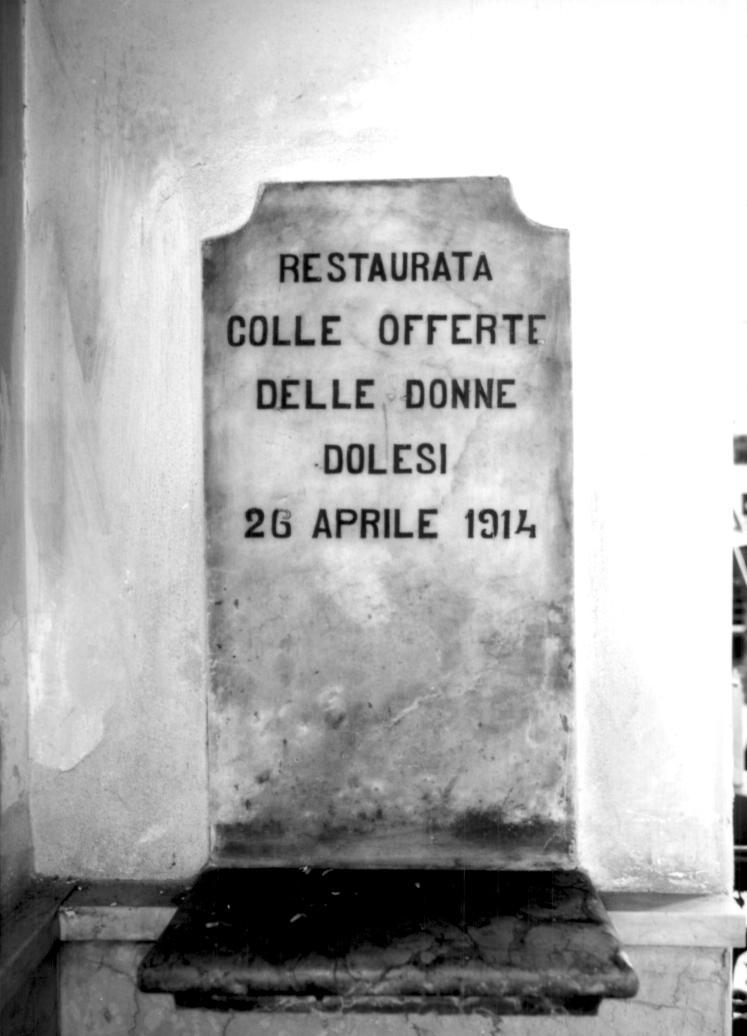 RESTAURATA
COLLE OFFERTE
DELLE DONNE
DOLESI
26 APRILE 1914